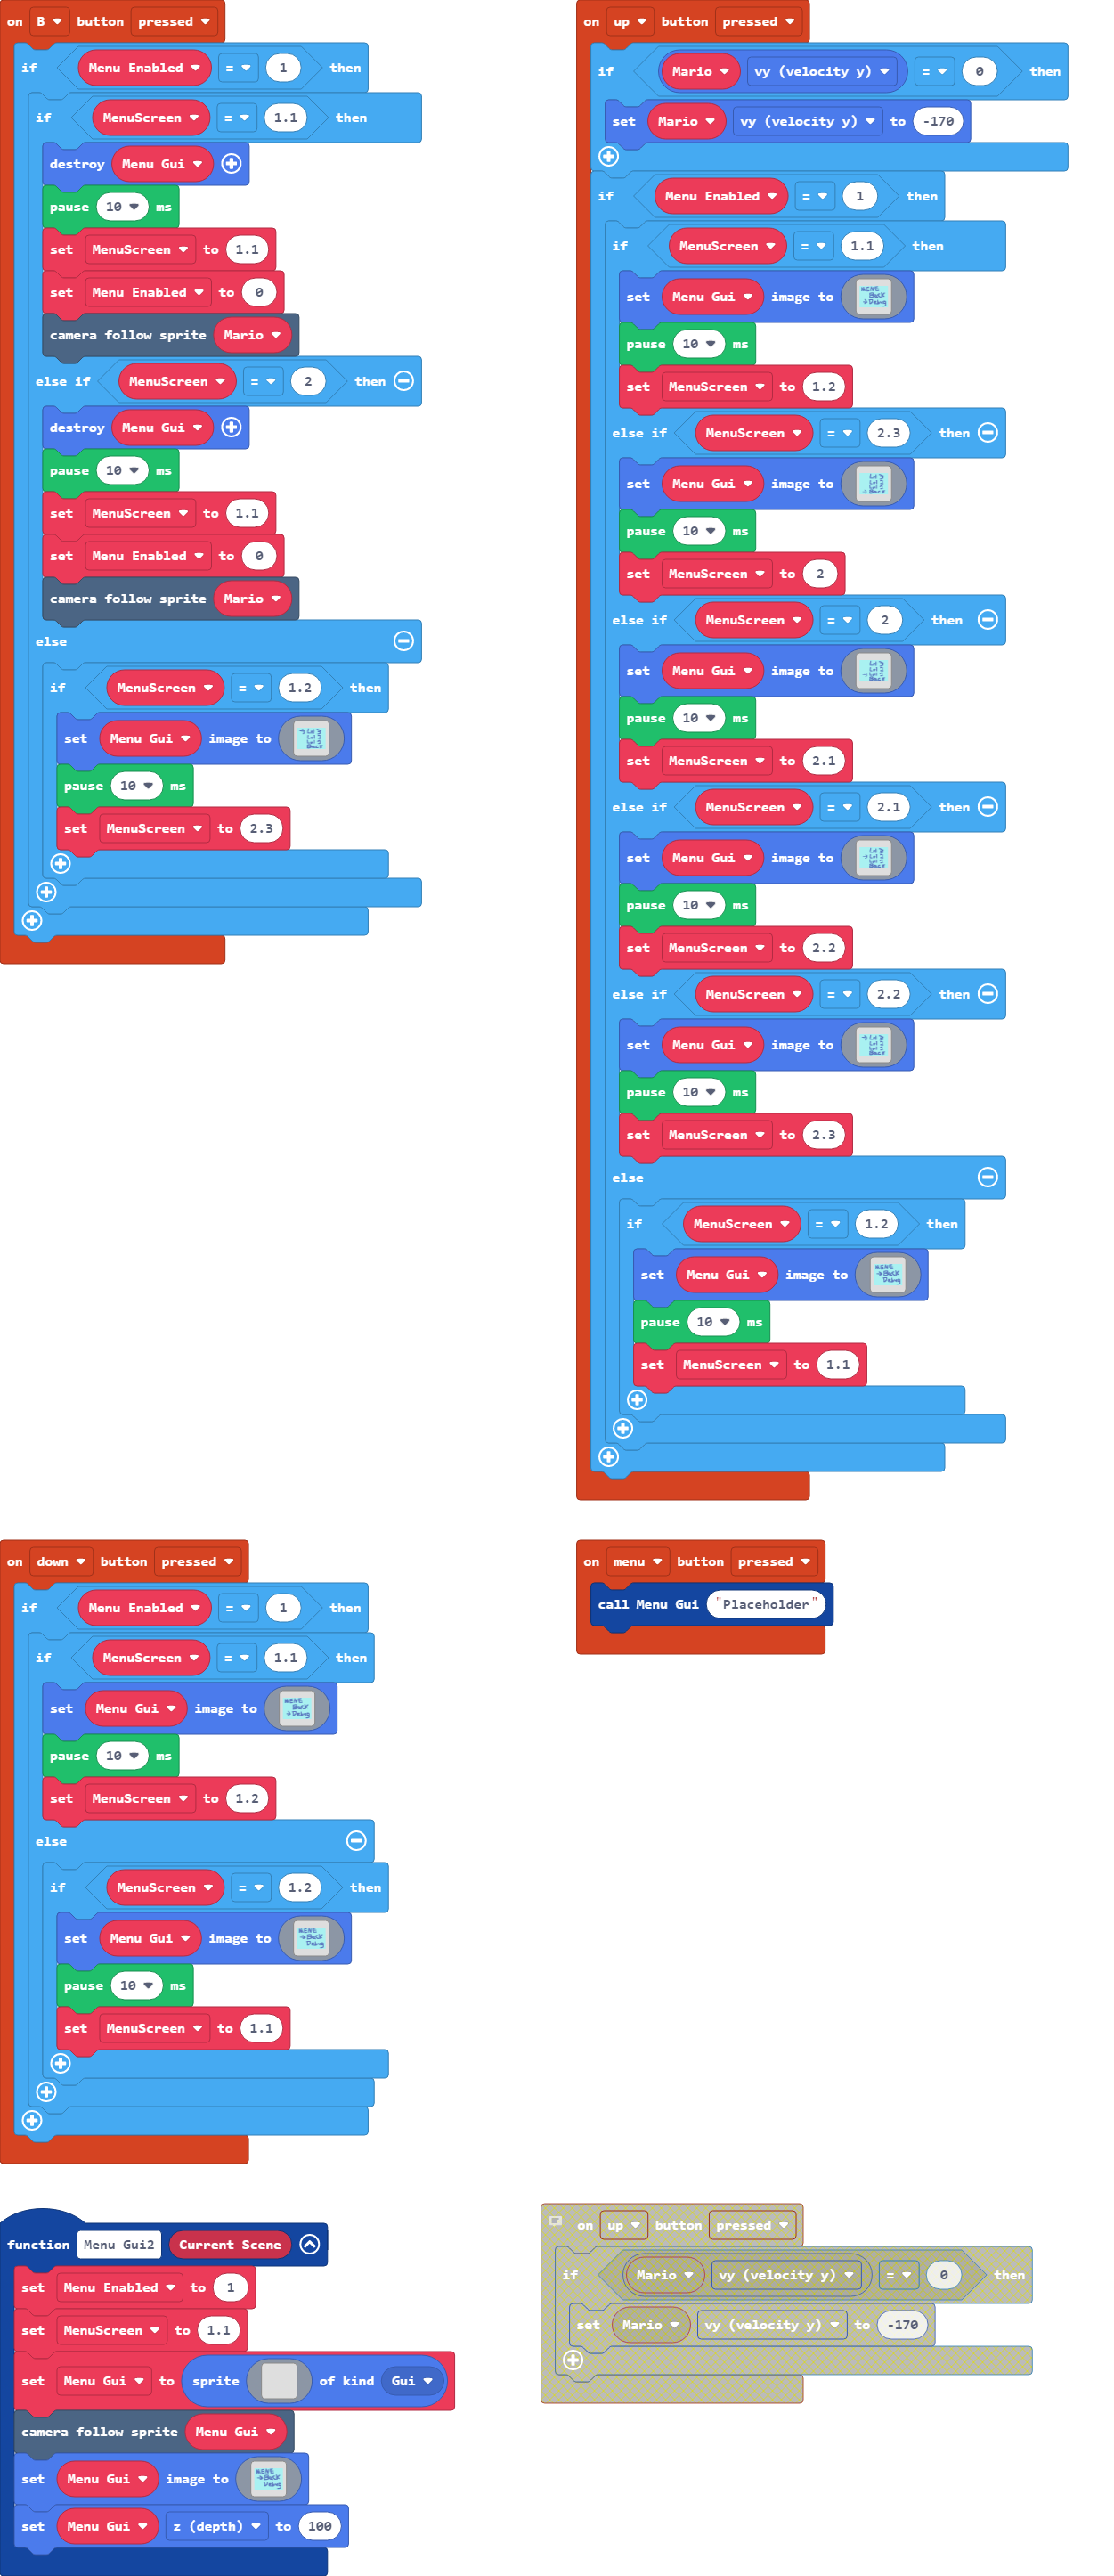 on B button pressed
if Menu Enabled = 1 then
if MenuScreen = 1.1 then
destroy Menu Gui
pause 10 ms
set MenuScreen to 1.1
set Menu Enabled to 0
camera follow sprite Mario
else if MenuScreen = 2 then
destroy Menu Gui
pause 10 ms
set MenuScreen to 1.1
set Menu Enabled to 0
camera follow sprite Mario
else
if MenuScreen = 1.2 then
set Menu Gui image to
pause 10 ms
set MenuScreen to 2.3
on up button pressed
if Mario vy (velocity y) = 0 then
set Mario vy (velocity y) to -170
if Menu Enabled = 1 then
if MenuScreen = 1.1 then
set Menu Gui image to
pause 10 ms
set MenuScreen to 1.2
else if MenuScreen = 2.3 then
set Menu Gui image to
pause 10 ms
set MenuScreen to 2
else if MenuScreen = 2 then
set Menu Gui image to
pause 10 ms
set MenuScreen to 2.1
else if MenuScreen = 2.1 then
set Menu Gui image to
pause 10 ms
set MenuScreen to 2.2
else if MenuScreen = 2.2 then
set Menu Gui image to
pause 10 ms
set MenuScreen to 2.3
else
if MenuScreen = 1.2 then
set Menu Gui image to
pause 10 ms
set MenuScreen to 1.1
on down button pressed
if Menu Enabled = 1 then
if MenuScreen = 1.1 then
set Menu Gui image to
pause 10 ms
set MenuScreen to 1.2
else
if MenuScreen = 1.2 then
set Menu Gui image to
pause 10 ms
set MenuScreen to 1.1
on menu button pressed
call Menu Gui "Placeholder"
function Menu Gui2 Current Scene
set Menu Enabled to 1
set MenuScreen to 1.1
set Menu Gui to sprite of kind Gui
camera follow sprite Menu Gui
set Menu Gui image to
set Menu Gui z (depth) to 100
on up button pressed
if Mario vy (velocity y) = 0 then
set Mario vy (velocity y) to -170